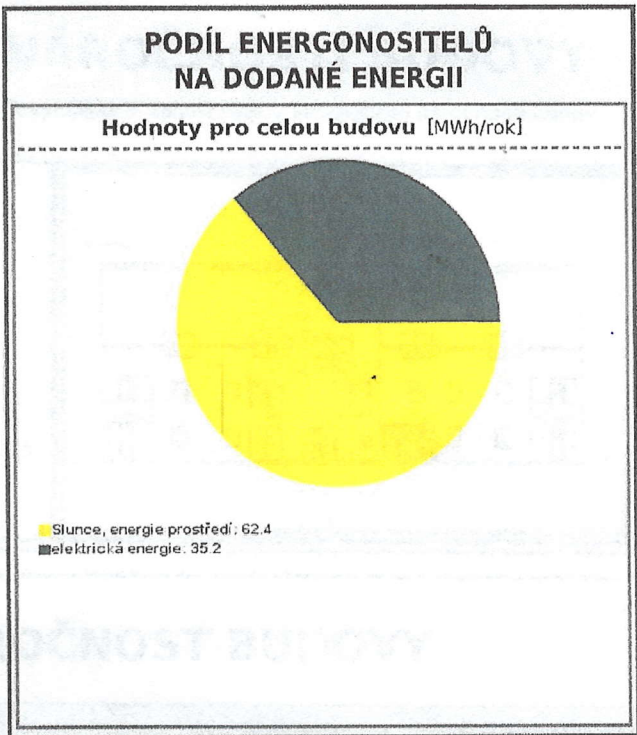 PODÍL ENERGONOSITELŮ
NA DODANÉ ENERGII
Hodnoty pro celou budovu [MWh/rok]
Slunce, energie prostředí: 62.4
elektrická energie: 35.2